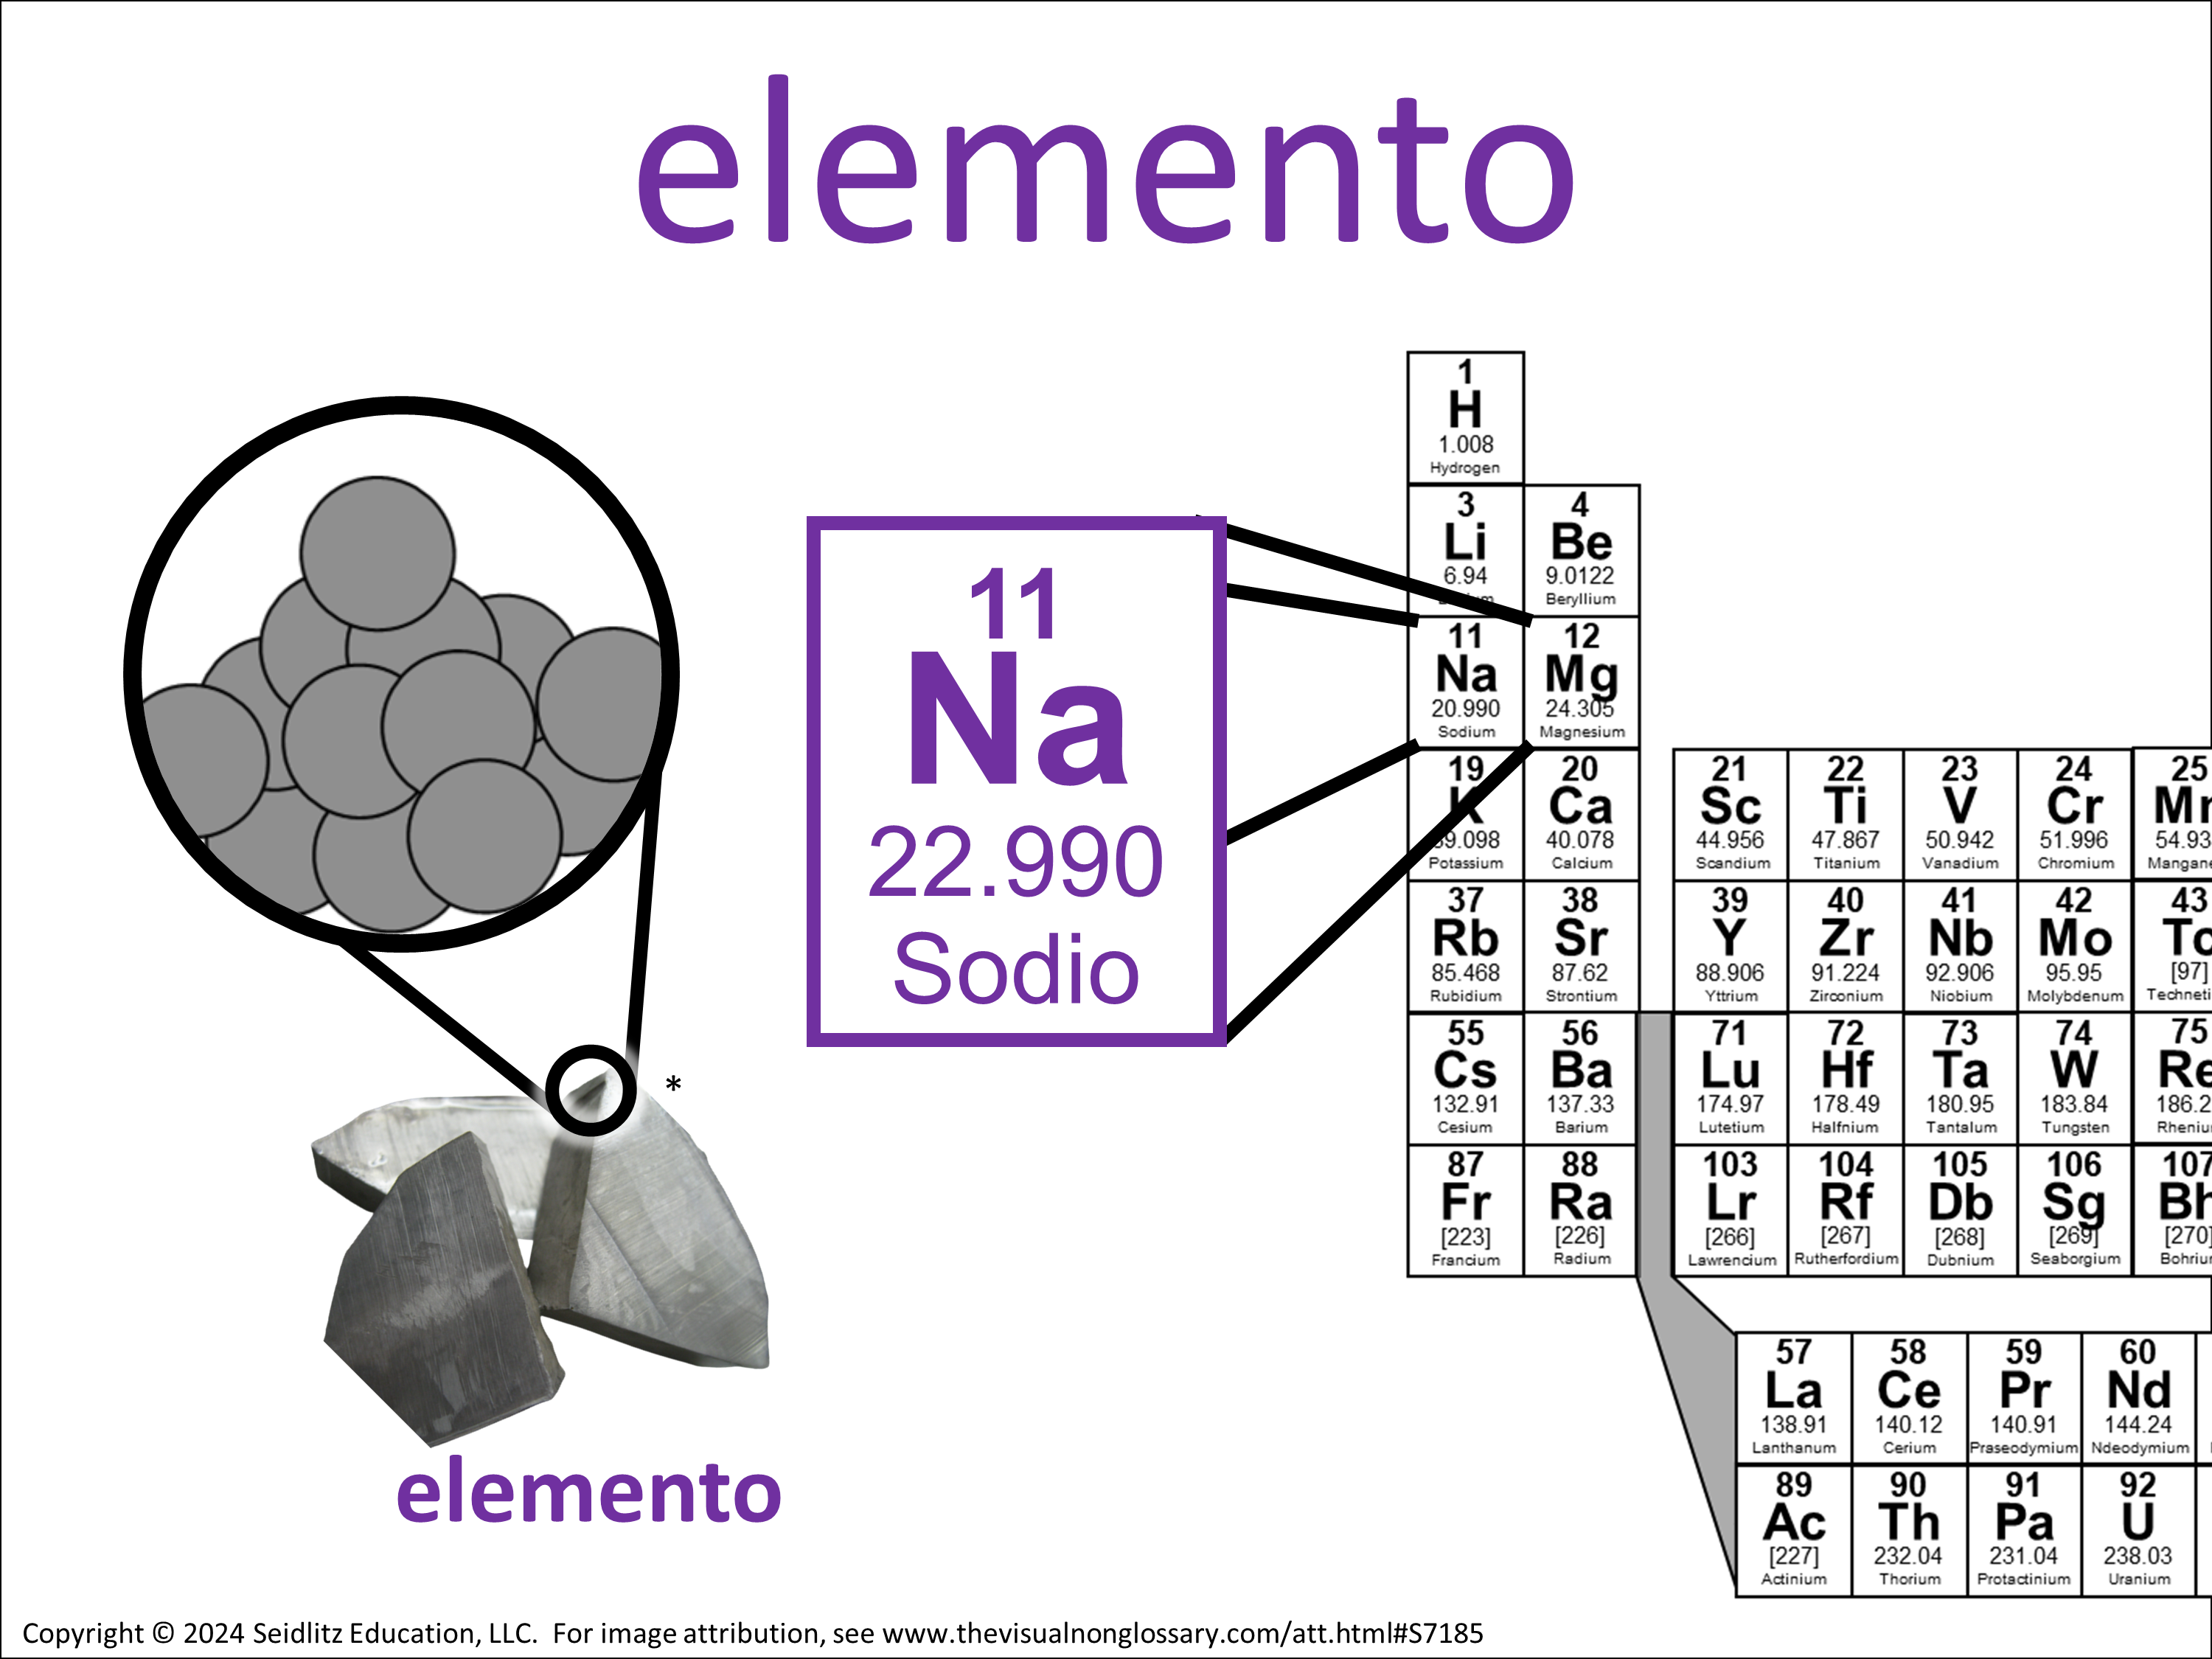 elemento
1
H
1.008
Hydrogen
3
Li
6.94
4
Be
9.0122
Beryllium
11
Na
22.990
Sodio
11
Na
20.990
Sodium
12
Mg
24.305
Magnesium
19
K
39.098
Potassium
20
Ca
40.078
Calcium
21
Sc
44.956
Scandium
22
Ti
47.867
Titanium
23
V
50.942
Vanadium
24
Cr
51.996
Chromium
25
54.93
Mangane
37
Rb
85.468
Rubidium
38
Sr
87.62
Strontium
39
Y
88.906
Yttrium
40
Zr
91.224
Zirconium
41
Nb
92.906
Niobium
42
Mo
95.95
Molybdenum
43
[97]
Techneti
55
Cs
132.91
Cesium
56
Ba
137.33
Barium
71
Lu
174.97
Lutetium
72
Hf
178.49
Halfnium
73
Ta
180.95
Tantalum
74
W
183.84
Tungsten
75
Re
186.2
Rheniu
87
Fr
[223]
Francium
88
Ra
[226]
Radium
103
Lr
[266]
Lawrencium
104
Rf
[267]
Rutherfordium
105
Db
[268]
Dubnium
106
Sg
[269]
Seaborgium
107
Bh
[270]
Bohriu
*
57
La
138.91
Lanthanum
58
Ce
140.12
Cerium
59
Pr
140.91
Praseodymium
60
Nd
144.24
Ndeodymium
89
Ac
[227]
Actinium
90
Th
232.04
Thorium
91
Pa
231.04
Protactinium
92
U
238.03
Uranium
elemento
Copyright © 2024 Seidlitz Education, LLC. For image attribution, see www.thevisualnonglossary.com/att.html#S7185